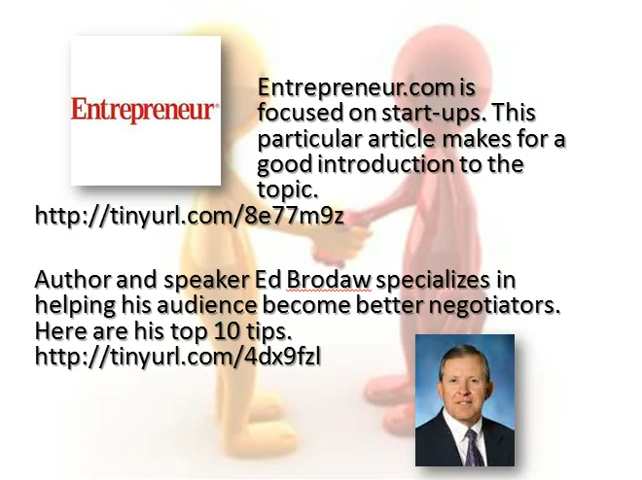 Entrepreneur®
Entrepreneur.com is
focused on start-ups. This
particular article makes for a
good introduction to the
topic.
http://tinyurl.com/8e77m9z
Author and speaker Ed Brodaw specializes in
helping his audience become better negotiators.
Here are his top 10 tips.
http://tinyurl.com/4dx9fzl